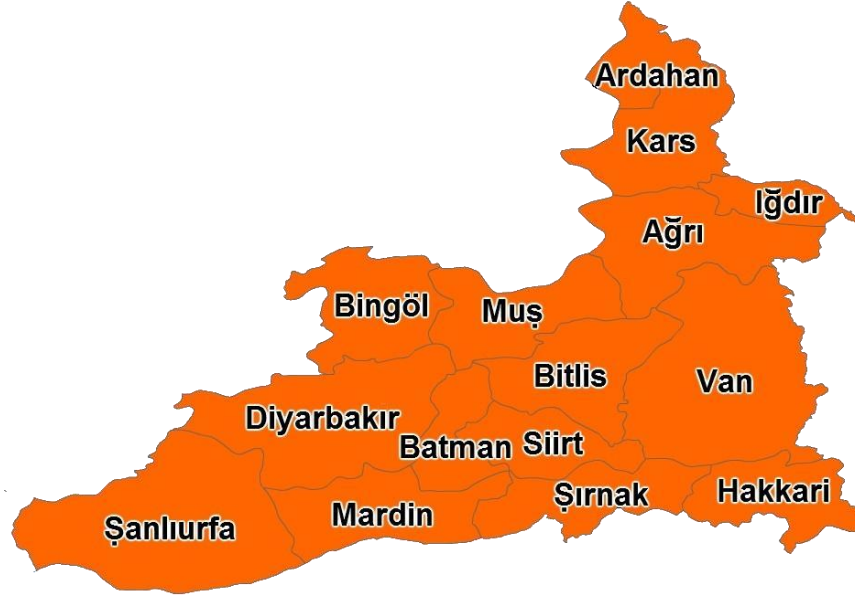 Ardahan
Kars
Iğdır
Ağrı
Bingöl
Muş
Bitlis
Van
Diyarbakır
Batman
Siirt
Şırnak
Hakkari
Mardin
Şanlıurfa